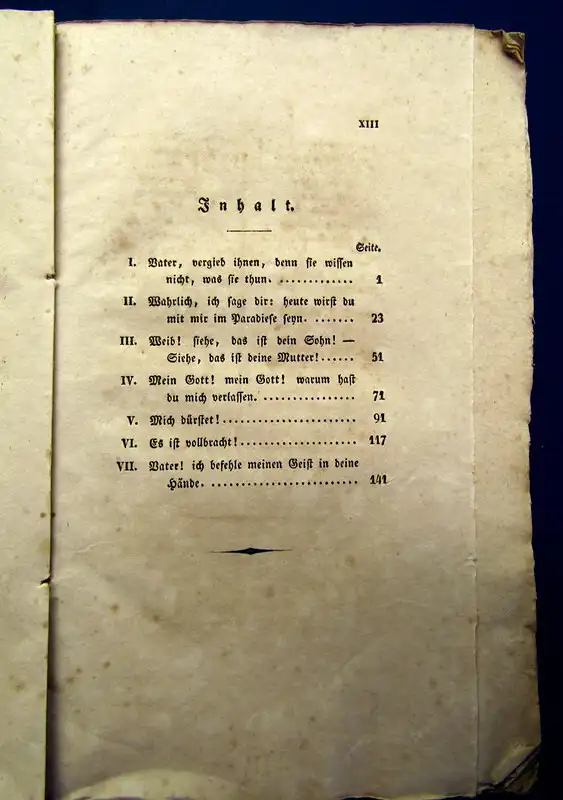 XIII
Inhalt.
Seite.
I. Vater, vergieb ihnen, denn sie wissen
nicht, was sie thun. ............. 1
II. Wahrlich, ich sage dir: heute wirst du
mit mir im Paradiese seyn. ....... 23
III. Weib! siehe, das ist dein Sohn! —
Siehe, das ist deine Mutter! ...... 51
IV. Mein Gott! mein Gott! warum hast
du mich verlassen. ................ 71
V. Mich dürstet! ....................... 91
VI. Es ist vollbracht! .................... 117
VII. Vater! ich befehle meinen Geist in deine
Hände. ......................... 141